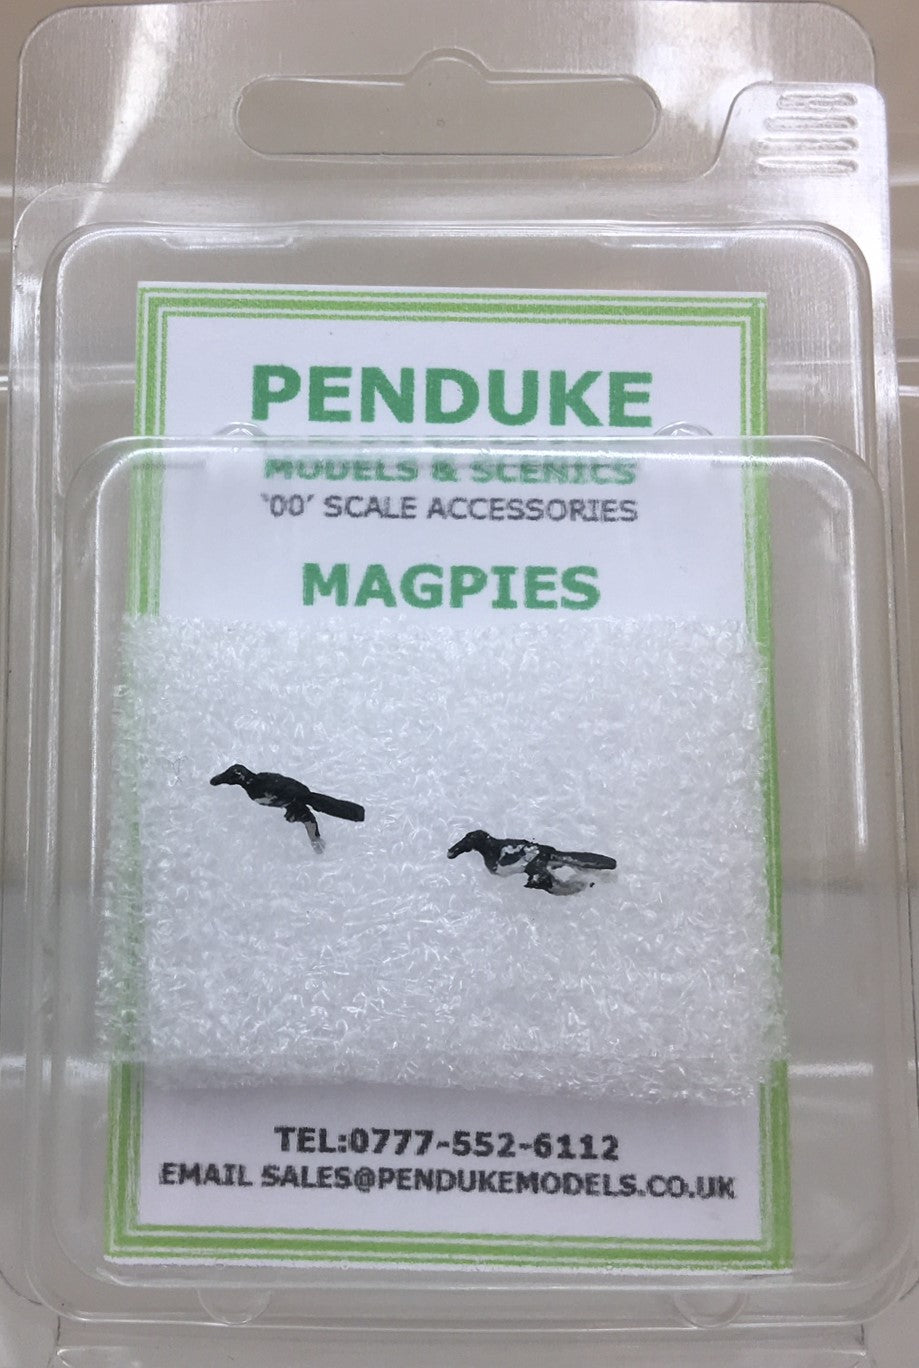 PENDUKE
MODELS & SCENICS
‘00’ SCALE ACCESSORIES
MAGPIES
TEL:0777-552-6112
EMAIL SALES@PENDUKEMODELS.CO.UK